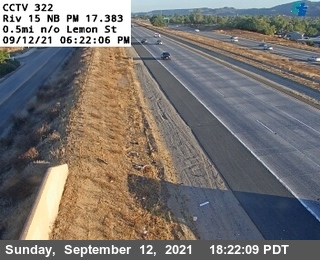 CCTV 322
Riv 15 NB PM 17.383
0.5mi n/o Lemon St
09/12/21 06:22:06 PM
Sunday, September 12, 2021 18:22:09 PDT